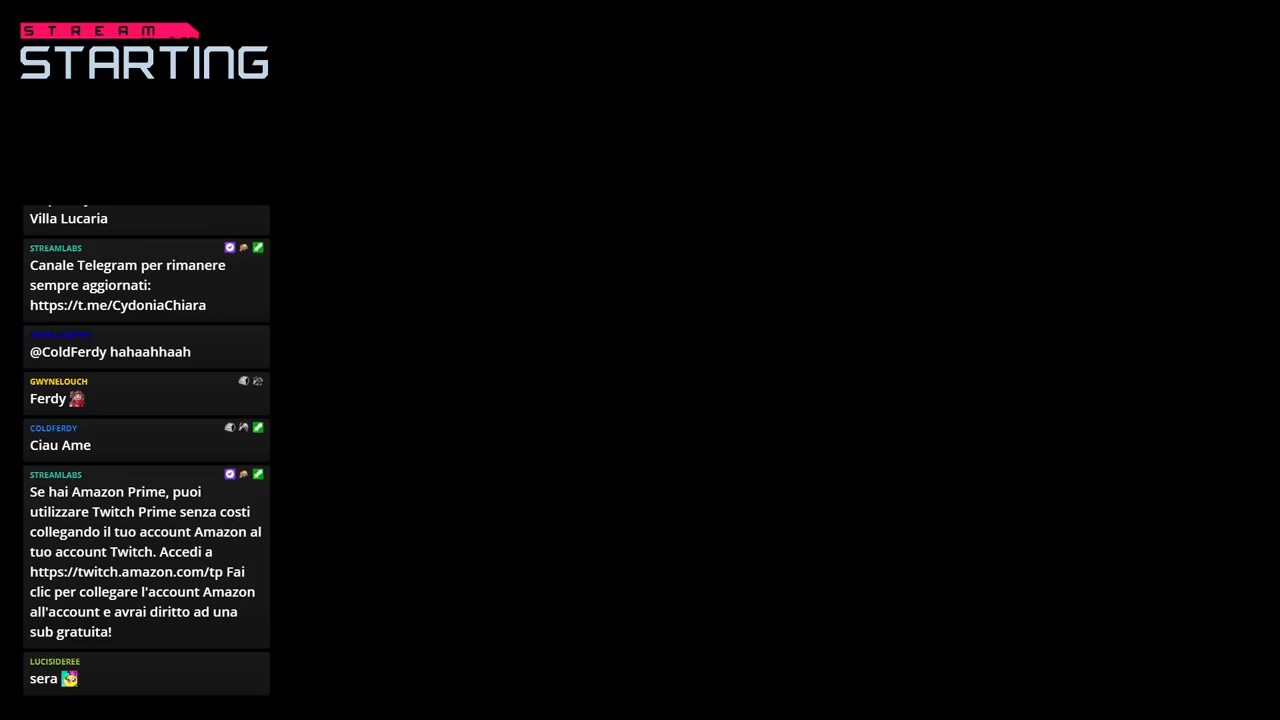 STREAM
STARTING
Villa Lucaria
STREAMLABS
Canale Telegram per rimanere
sempre aggiornati:
https://t.me/CydoniaChiara
@ColdFerdy hahaahhaah
GWYNELOUCH
Ferdy
COLDFERDY
Ciau Ame
STREAMLABS
Se hai Amazon Prime, puoi
utilizzare Twitch Prime senza costi
collegando il tuo account Amazon al
tuo account Twitch. Accedi a
https://twitch.amazon.com/tp Fai
clic per collegare l'account Amazon
all'account e avrai diritto ad una
sub gratuita!
LUCISIDEREE
sera